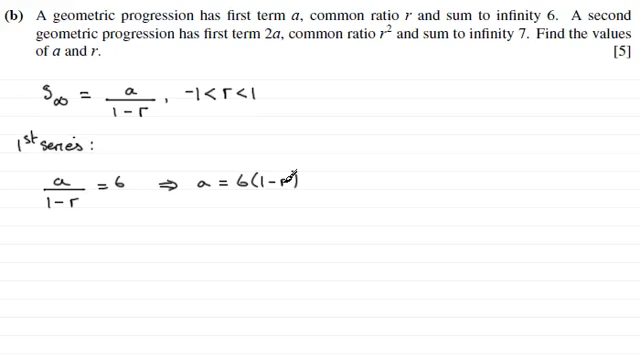 (b) A geometric progression has first term a, common ratio r and sum to infinity 6. A second
geometric progression has first term 2a, common ratio r² and sum to infinity 7. Find the values
of a and r. [5]
S∞ = a/(1-r), -1<r<1
1st series:
a/(1-r) = 6 ⇒ a = 6(1-r)